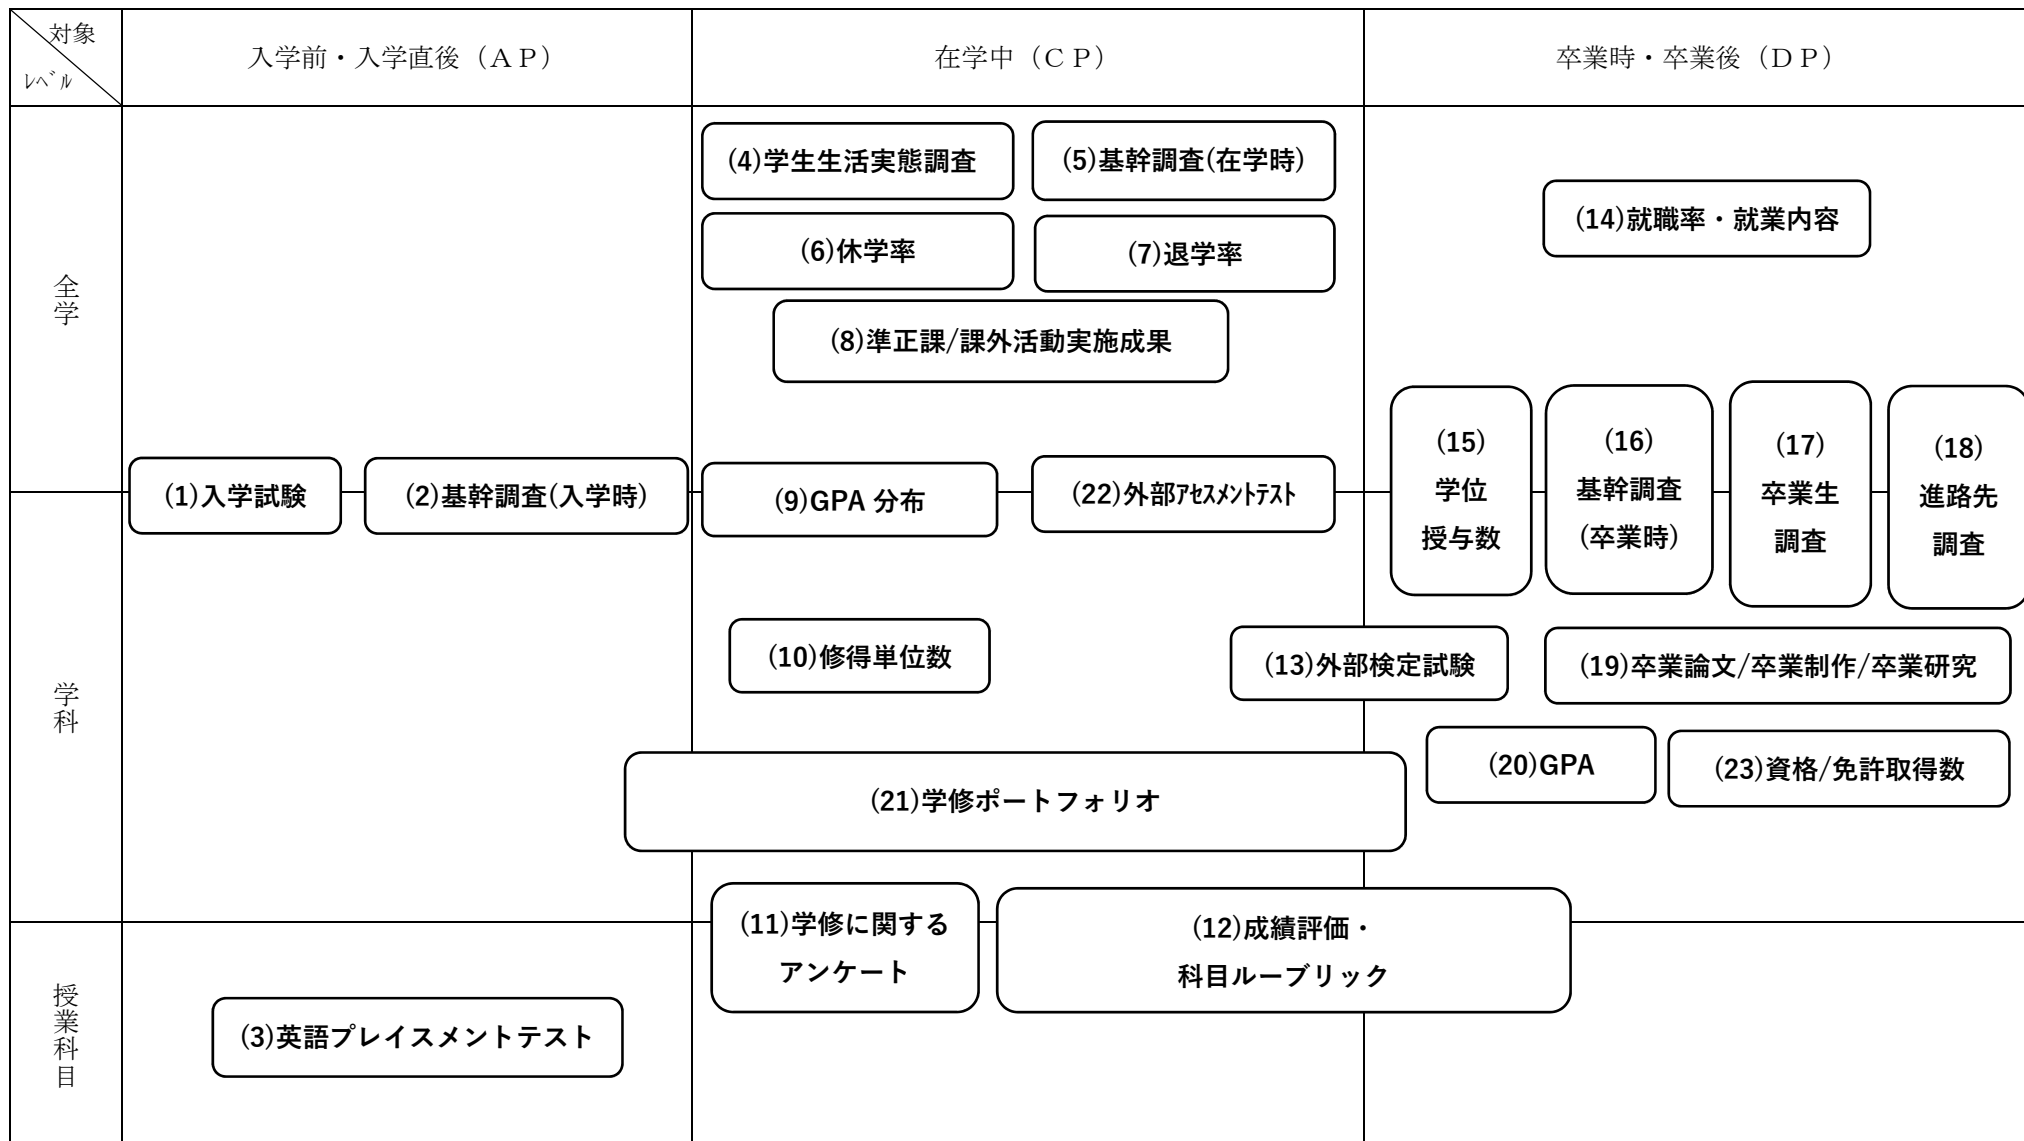 対象
レベル
入学前・入学直後（ＡＰ）
在学中（ＣＰ）
卒業時・卒業後（ＤＰ）
全学
(4)学生生活実態調査
(5)基幹調査(在学時)
(6)休学率
(7)退学率
(8)準正課/課外活動実施成果
(14)就職率・就業内容
(1)入学試験
(2)基幹調査(入学時)
(9)GPA 分布
(22)外部ｱｾｽﾒﾝﾄﾃｽﾄ
(15)
学位
授与数
(16)
基幹調査
(卒業時)
(17)
卒業生
調査
(18)
進路先
調査
学科
(10)修得単位数
(13)外部検定試験
(19)卒業論文/卒業制作/卒業研究
(20)GPA
(23)資格/免許取得数
(21)学修ポートフォリオ
(11)学修に関する
アンケート
(12)成績評価・
科目ルーブリック
授業科目
(3)英語プレイスメントテスト